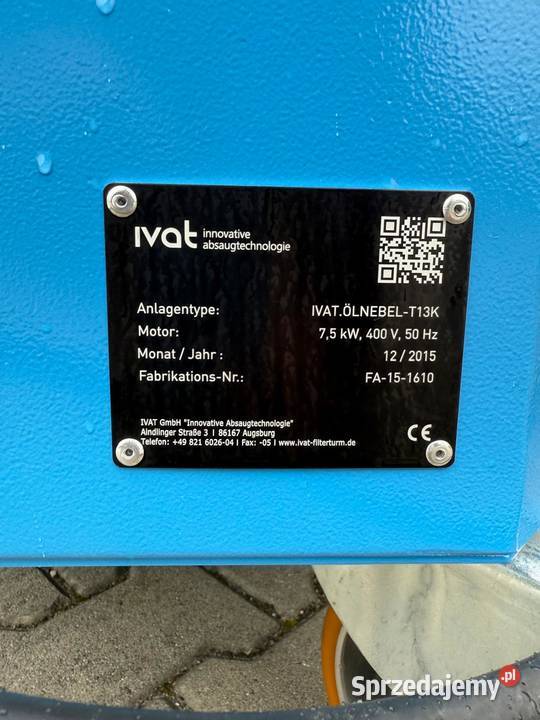 ivat innovative
absaugtechnologie
Anlagentype: IVAT.ÖLNEBEL-T13K
Motor: 7,5 kW, 400 V, 50 Hz
Monat / Jahr : 12 / 2015
Fabrikations-Nr.: FA-15-1610
IVAT GmbH "Innovative Absaugtechnologie"
Aindlinger Straße 3 I 86167 Augsburg
Telefon: +49 821 6026-04 I Fax: -05 I www.ivat-filterturm.de
CE
Sprzedajemy.pl